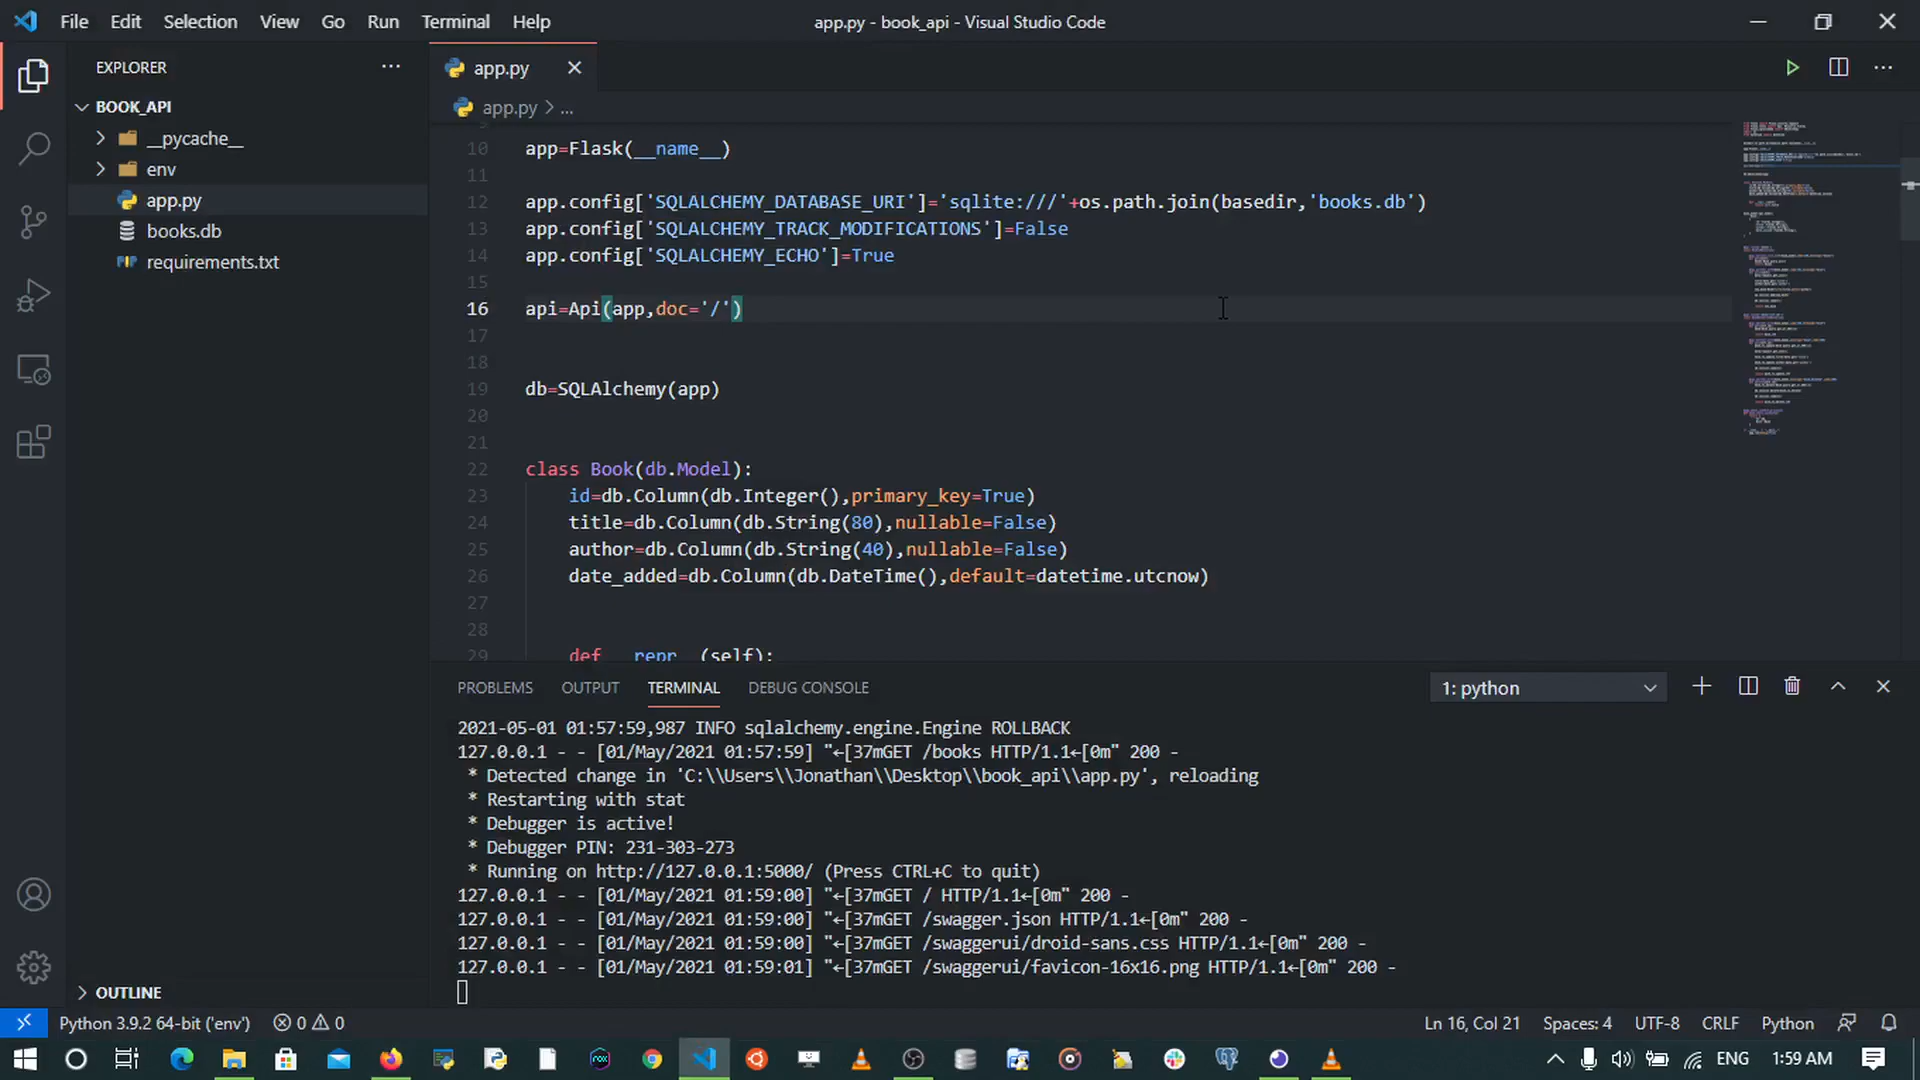 File Edit Selection View Go Run Terminal Help
app.py - book_api - Visual Studio Code
EXPLORER
BOOK_API
__pycache__
env
app.py
books.db
requirements.txt
OUTLINE
app.py
app.py > ...
10 app=Flask(__name__)
11
12 app.config['SQLALCHEMY_DATABASE_URI']='sqlite:///'+os.path.join(basedir,'books.db')
13 app.config['SQLALCHEMY_TRACK_MODIFICATIONS']=False
14 app.config['SQLALCHEMY_ECHO']=True
15
16 api=Api(app,doc='/')
17
18
19 db=SQLAlchemy(app)
20
21
22 class Book(db.Model):
23 id=db.Column(db.Integer(),primary_key=True)
24 title=db.Column(db.String(80),nullable=False)
25 author=db.Column(db.String(40),nullable=False)
26 date_added=db.Column(db.DateTime(),default=datetime.utcnow)
27
28
29 def __repr__(self):
PROBLEMS OUTPUT TERMINAL DEBUG CONSOLE
1: python
2021-05-01 01:57:59,987 INFO sqlalchemy.engine.Engine ROLLBACK
127.0.0.1 - - [01/May/2021 01:57:59] "←[37mGET /books HTTP/1.1←[0m" 200 -
* Detected change in 'C:\\Users\\Jonathan\\Desktop\\book_api\\app.py', reloading
* Restarting with stat
* Debugger is active!
* Debugger PIN: 231-303-273
* Running on http://127.0.0.1:5000/ (Press CTRL+C to quit)
127.0.0.1 - - [01/May/2021 01:59:00] "←[37mGET / HTTP/1.1←[0m" 200 -
127.0.0.1 - - [01/May/2021 01:59:00] "←[37mGET /swagger.json HTTP/1.1←[0m" 200 -
127.0.0.1 - - [01/May/2021 01:59:00] "←[37mGET /swaggerui/droid-sans.css HTTP/1.1←[0m" 200 -
127.0.0.1 - - [01/May/2021 01:59:01] "←[37mGET /swaggerui/favicon-16x16.png HTTP/1.1←[0m" 200 -
Python 3.9.2 64-bit ('env') 0 0
Ln 16, Col 21 Spaces: 4 UTF-8 CRLF Python
ENG 1:59 AM